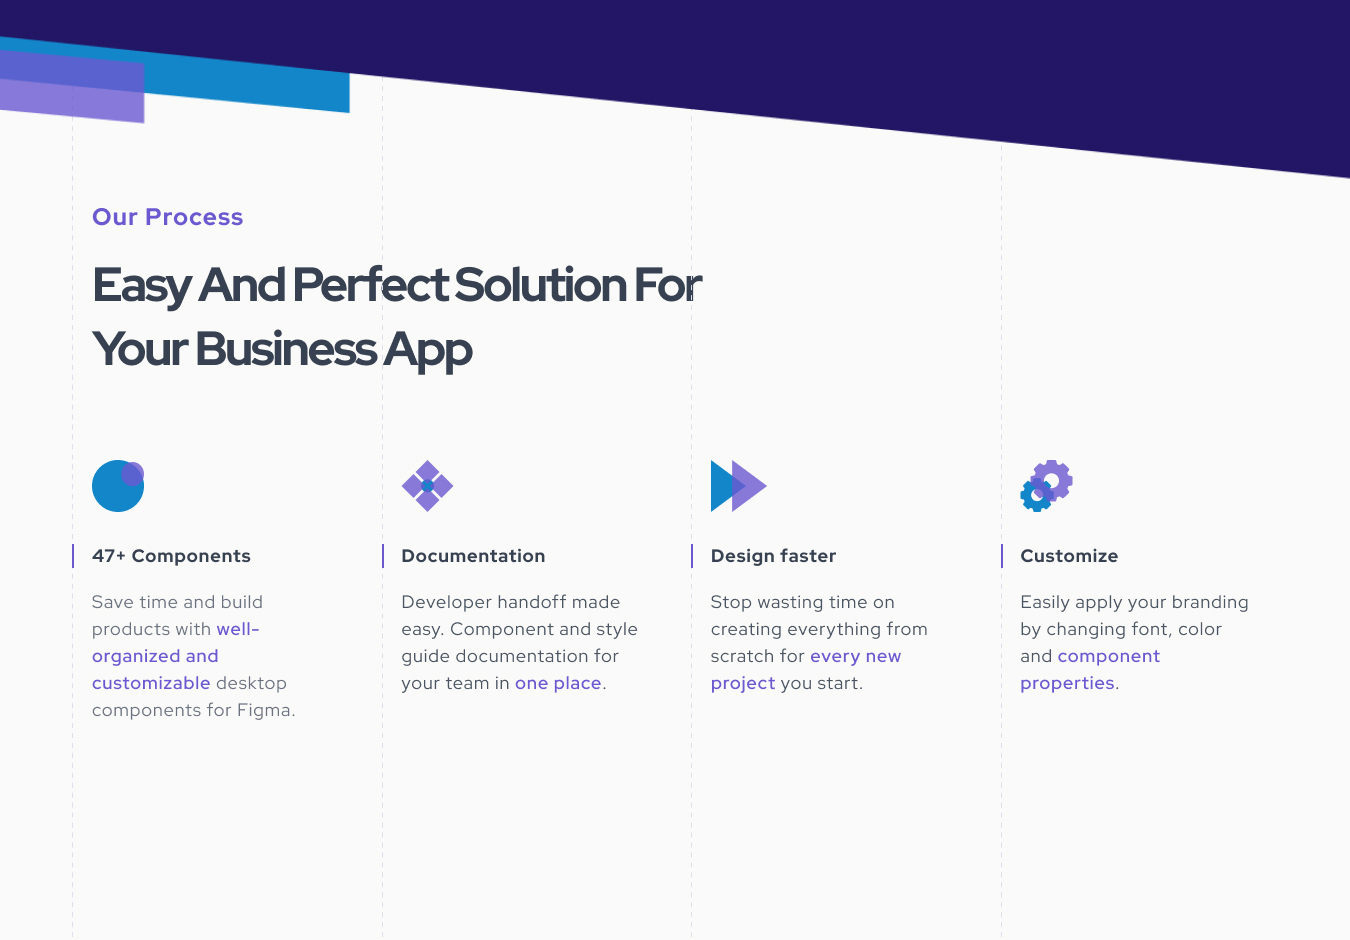 Our Process
Easy And Perfect Solution For
Your Business App
47+ Components
Save time and build
products with well-
organized and
customizable desktop
components for Figma.
Documentation
Developer handoff made
easy. Component and style
guide documentation for
your team in one place.
Design faster
Stop wasting time on
creating everything from
scratch for every new
project you start.
Customize
Easily apply your branding
by changing font, color
and component
properties.